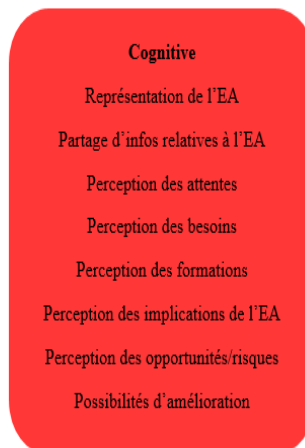 Cognitive
Représentation de l’EA
Partage d’infos relatives à l’EA
Perception des attentes
Perception des besoins
Perception des formations
Perception des implications de l’EA
Perception des opportunités/risques
Possibilités d’amélioration